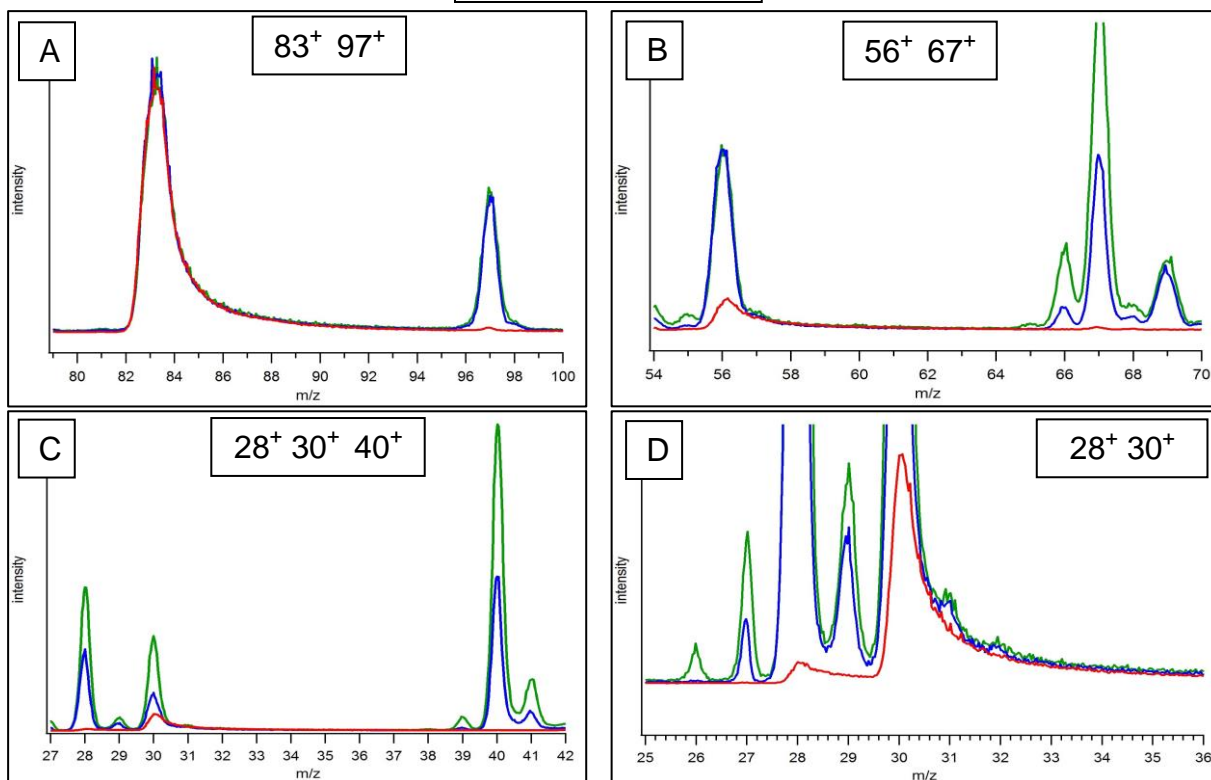 A
83⁺ 97⁺
intensity
80 82 84 86 88 90 92 94 96 98 100
m/z
B
56⁺ 67⁺
intensity
54 56 58 60 62 64 66 68 70
m/z
C
28⁺ 30⁺ 40⁺
intensity
27 28 29 30 31 32 33 34 35 36 37 38 39 40 41 42
m/z
D
28⁺ 30⁺
intensity
25 26 27 28 29 30 31 32 33 34 35 36
m/z